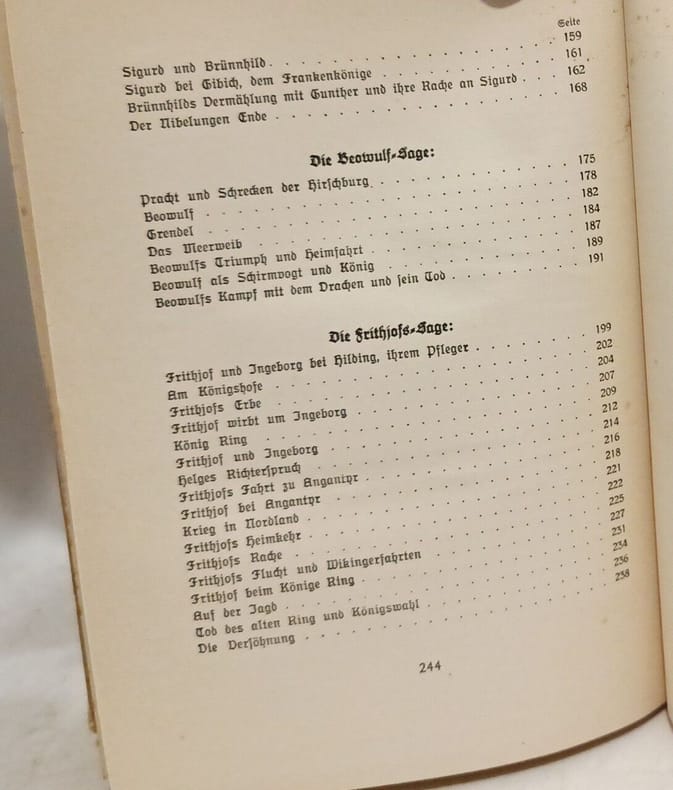 Seite
Sigurd und Brünnhild . . . . . . . . . . . . . . . . 159
Sigurd bei Gibich, dem Frankenkönige . . . . . . . . . . 161
Brünnhilds Dermählung mit Gunther und ihre Rache an Sigurd . . . 162
Der Nibelungen Ende . . . . . . . . . . . . . . . . 168
Die Beowulf-Sage:
Pracht und Schrecken der Hirschburg . . . . . . . . . . . 175
Beowulf . . . . . . . . . . . . . . . . . . . . 178
Grendel . . . . . . . . . . . . . . . . . . . . 182
Das Meerweib . . . . . . . . . . . . . . . . . . 184
Beowulfs Triumph und Heimfahrt . . . . . . . . . . . . 187
Beowulf als Schirmvogt und König . . . . . . . . . . . . 189
Beowulfs Kampf mit dem Drachen und sein Tod . . . . . . . . 191
Die Frithjofs-Sage:
Frithjof und Ingeborg bei Hilding, ihrem Pfleger . . . . . . . 199
Am Königshofe . . . . . . . . . . . . . . . . . 202
Frithjofs Erbe . . . . . . . . . . . . . . . . . . 204
Frithjof wirbt um Ingeborg . . . . . . . . . . . . . . 207
König Ring . . . . . . . . . . . . . . . . . . . 209
Frithjof und Ingeborg . . . . . . . . . . . . . . . . 212
Helges Richterspruch . . . . . . . . . . . . . . . . 214
Frithjofs Fahrt zu Angantyr . . . . . . . . . . . . . . 216
Frithjof bei Angantyr . . . . . . . . . . . . . . . . 218
Krieg in Nordland . . . . . . . . . . . . . . . . . 221
Frithjofs Heimkehr . . . . . . . . . . . . . . . . . 222
Frithjofs Rache . . . . . . . . . . . . . . . . . . 225
Frithjofs Flucht und Wikingerfahrten . . . . . . . . . . . 227
Frithjof beim Könige Ring . . . . . . . . . . . . . . 231
Auf der Jagd . . . . . . . . . . . . . . . . . . 234
Tod des alten Ring und Königswahl . . . . . . . . . . . 236
Die Versöhnung . . . . . . . . . . . . . . . . . . 238
244